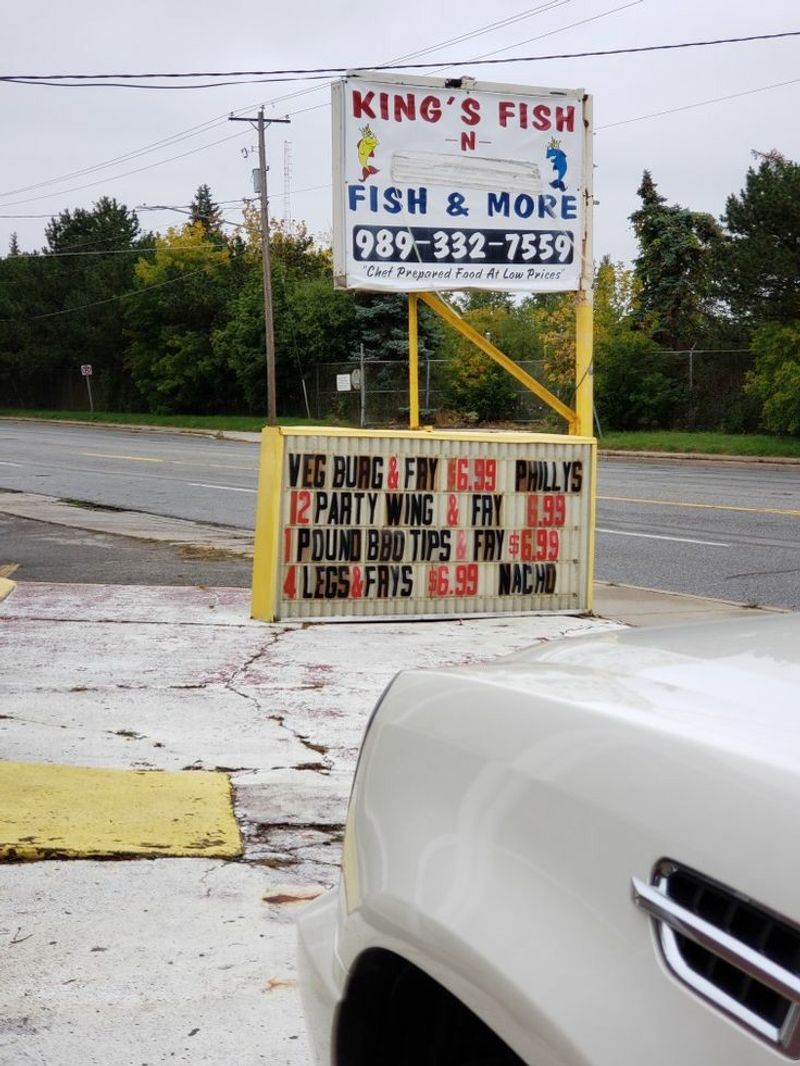 KING'S FISH
-N-
FISH & MORE
989-332-7559
"Chef Prepared Food At Low Prices"
VEG BURG & FRY $6.99 PHILLYS
12 PARTY WING & FRY 6.99
1 POUND BBQ TIPS & FRY $6.99
4 LEGS & FRYS $6.99 NACHO